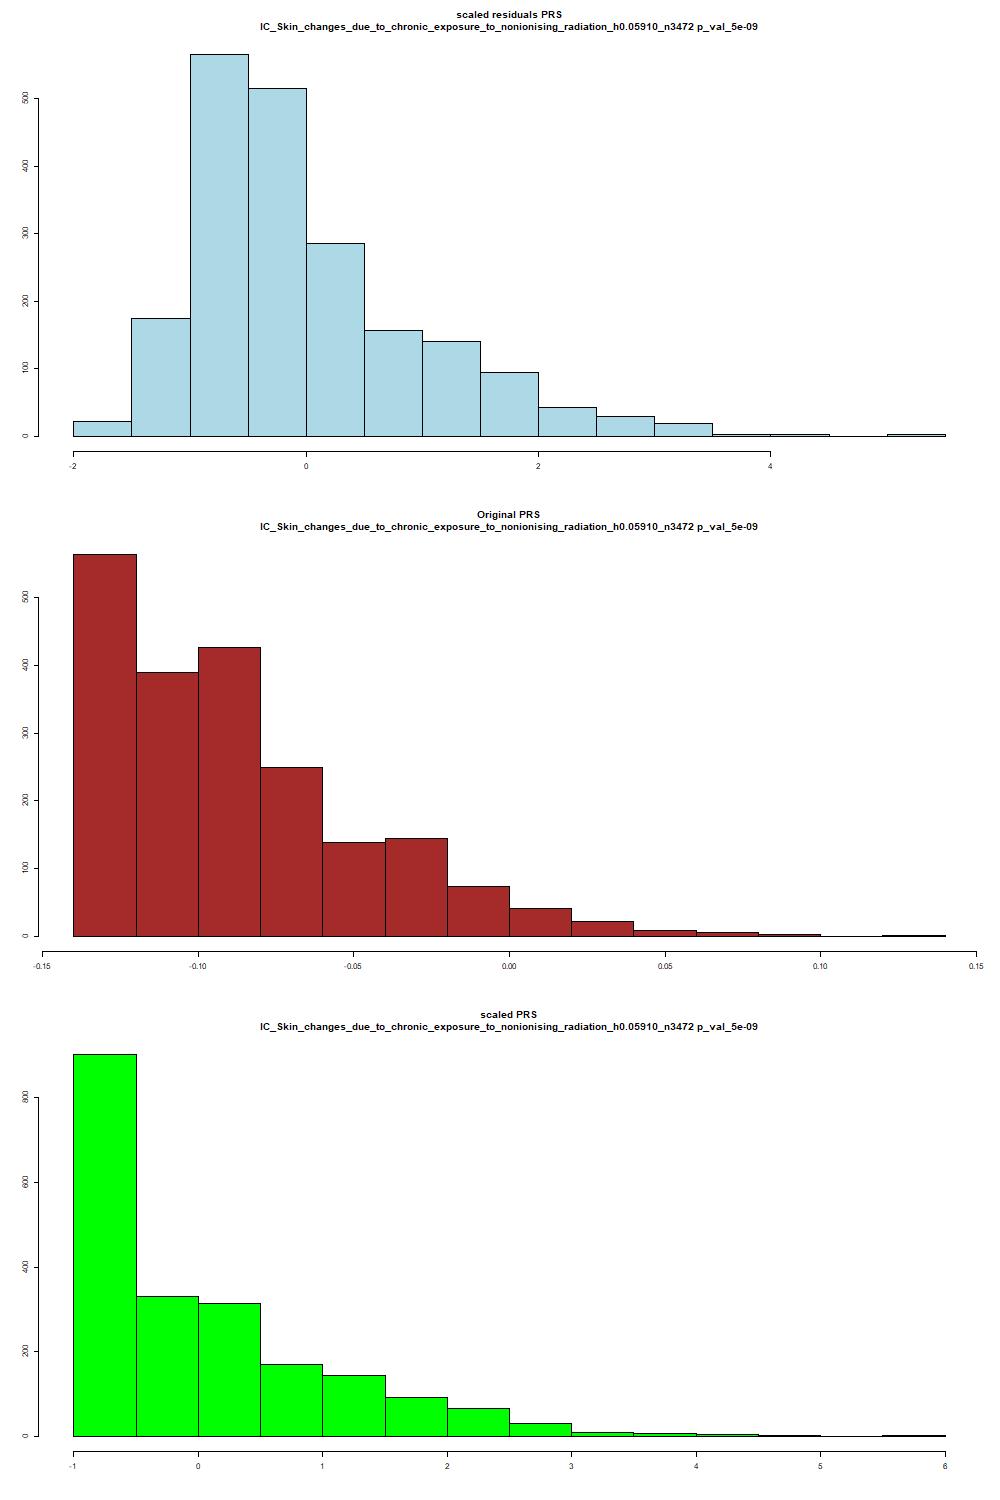 scaled residuals PRS
IC_Skin_changes_due_to_chronic_exposure_to_nonionising_radiation_h0.05910_n3472 p_val_5e-09
500
400
300
200
100
0
-2 0 2 4
Original PRS
IC_Skin_changes_due_to_chronic_exposure_to_nonionising_radiation_h0.05910_n3472 p_val_5e-09
500
400
300
200
100
0
-0.15 -0.10 -0.05 0.00 0.05 0.10 0.15
scaled PRS
IC_Skin_changes_due_to_chronic_exposure_to_nonionising_radiation_h0.05910_n3472 p_val_5e-09
800
600
400
200
0
-1 0 1 2 3 4 5 6